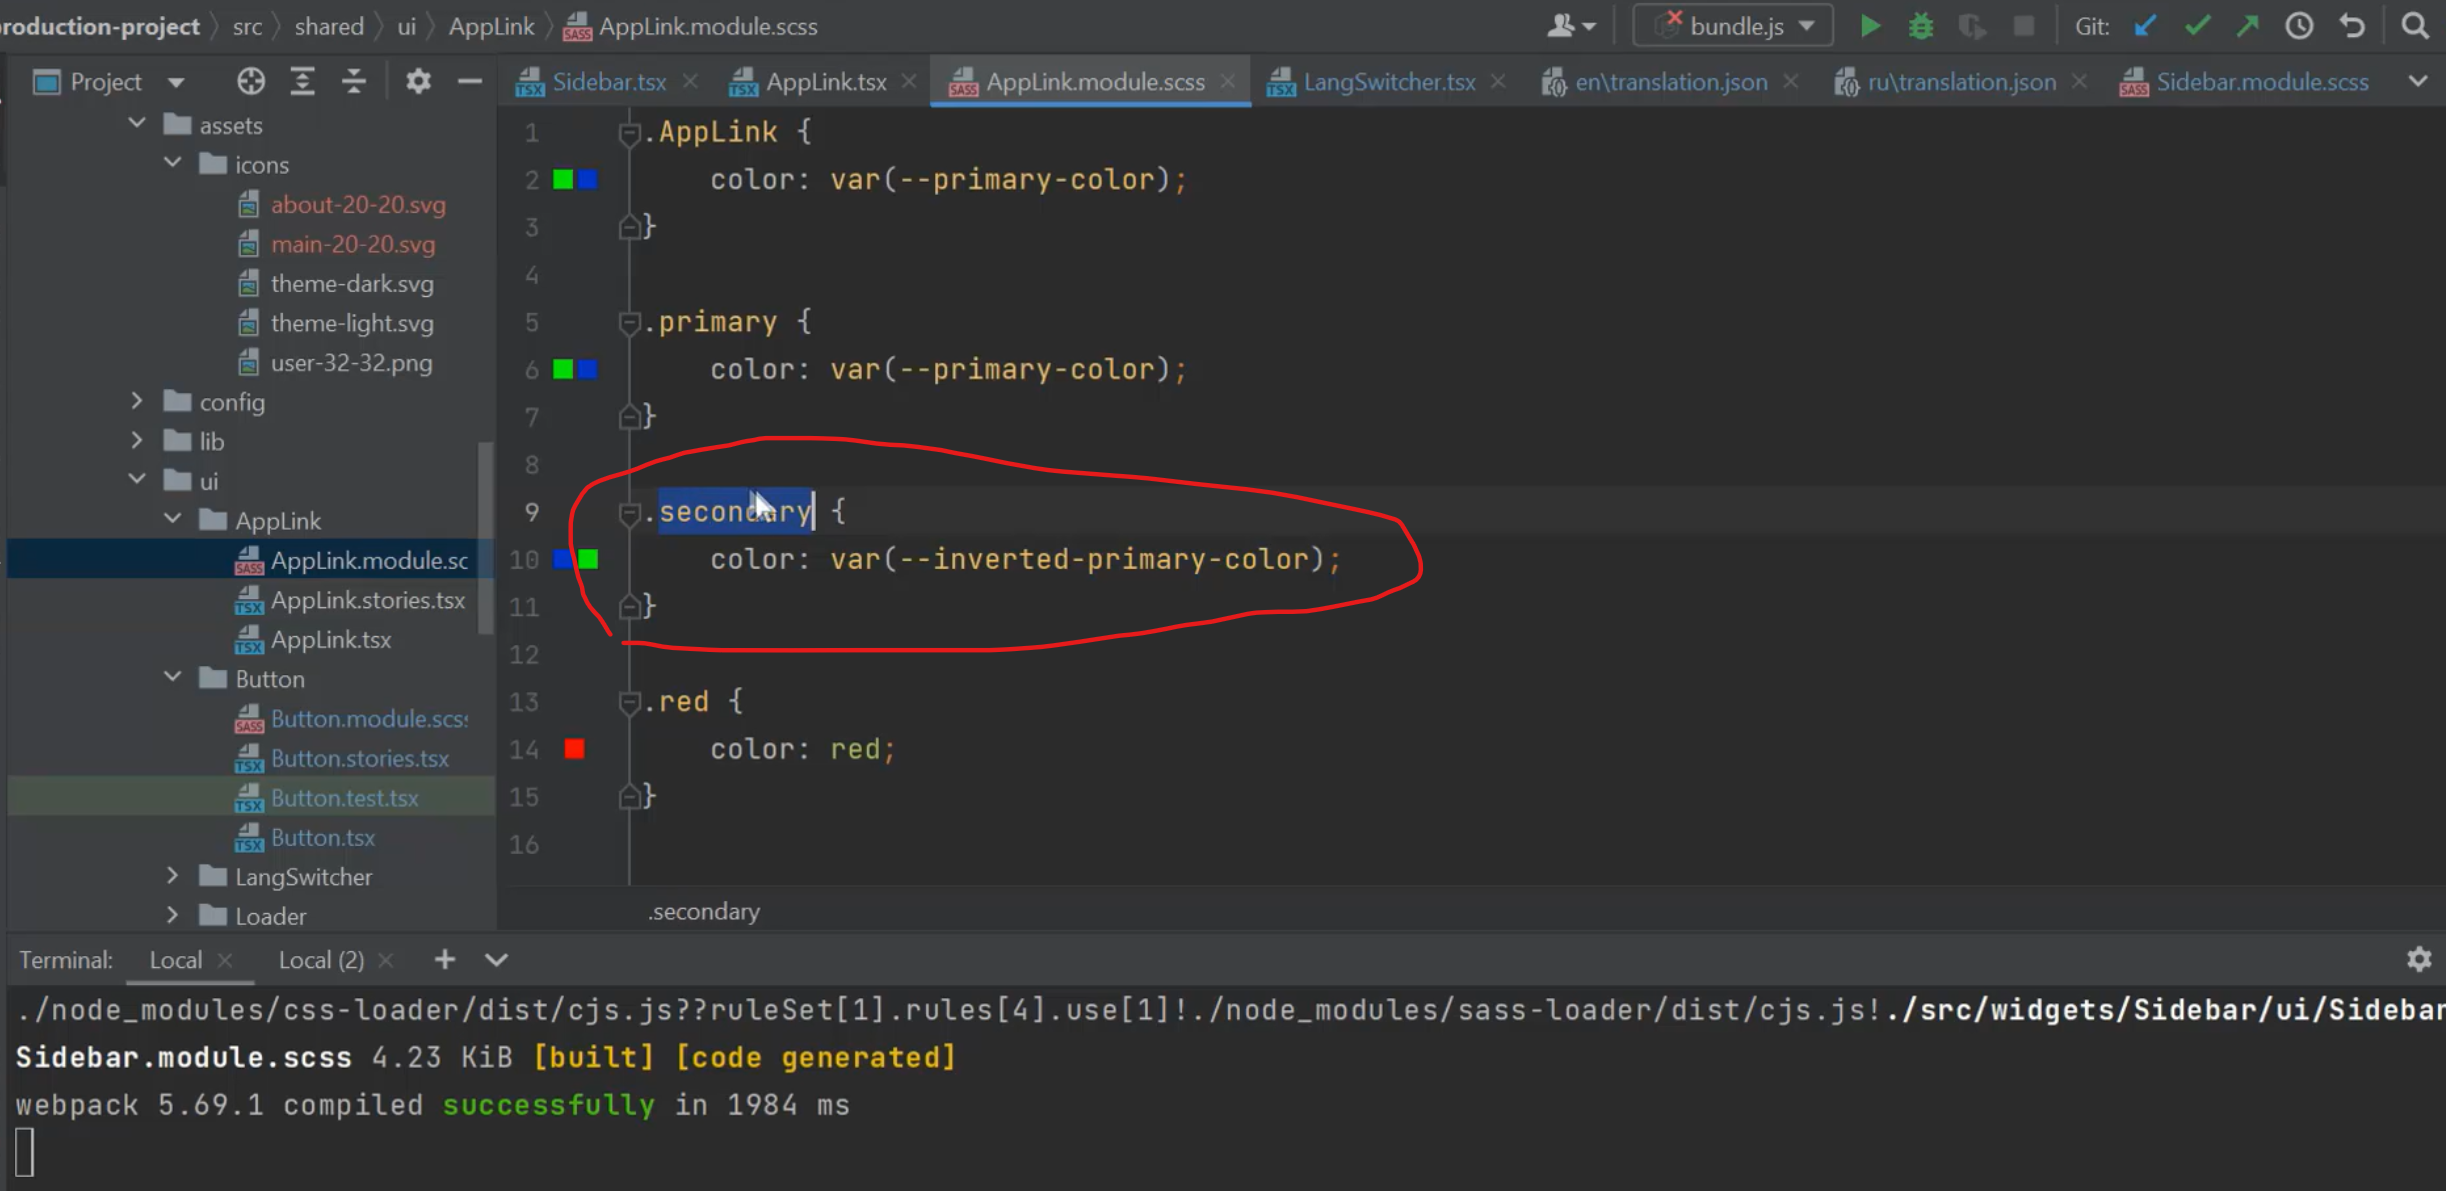 roduction-project src shared ui AppLink AppLink.module.scss bundle.js Git:
Project Sidebar.tsx AppLink.tsx AppLink.module.scss LangSwitcher.tsx en\translation.json ru\translation.json Sidebar.module.scss
assets
icons
about-20-20.svg
main-20-20.svg
theme-dark.svg
theme-light.svg
user-32-32.png
config
lib
ui
AppLink
AppLink.module.sc
AppLink.stories.tsx
AppLink.tsx
Button
Button.module.scs
Button.stories.tsx
Button.test.tsx
Button.tsx
LangSwitcher
Loader
1 .AppLink {
2 color: var(--primary-color);
3 }
4
5 .primary {
6 color: var(--primary-color);
7 }
8
9 .secondary {
10 color: var(--inverted-primary-color);
11 }
12
13 .red {
14 color: red;
15 }
16
.secondary
Terminal: Local Local (2)
./node_modules/css-loader/dist/cjs.js??ruleSet[1].rules[4].use[1]!./node_modules/sass-loader/dist/cjs.js!./src/widgets/Sidebar/ui/Sidebar
Sidebar.module.scss 4.23 KiB [built] [code generated]
webpack 5.69.1 compiled successfully in 1984 ms